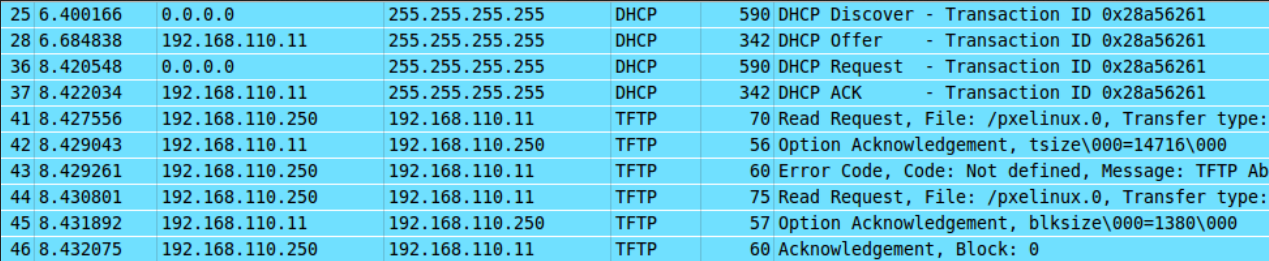 25 6.400166 0.0.0.0 255.255.255.255 DHCP 590 DHCP Discover - Transaction ID 0x28a56261
28 6.684838 192.168.110.11 255.255.255.255 DHCP 342 DHCP Offer - Transaction ID 0x28a56261
36 8.420548 0.0.0.0 255.255.255.255 DHCP 590 DHCP Request - Transaction ID 0x28a56261
37 8.422034 192.168.110.11 255.255.255.255 DHCP 342 DHCP ACK - Transaction ID 0x28a56261
41 8.427556 192.168.110.250 192.168.110.11 TFTP 70 Read Request, File: /pxelinux.0, Transfer type:
42 8.429043 192.168.110.11 192.168.110.250 TFTP 56 Option Acknowledgement, tsize\000=14716\000
43 8.429261 192.168.110.250 192.168.110.11 TFTP 60 Error Code, Code: Not defined, Message: TFTP Ab
44 8.430801 192.168.110.250 192.168.110.11 TFTP 75 Read Request, File: /pxelinux.0, Transfer type:
45 8.431892 192.168.110.11 192.168.110.250 TFTP 57 Option Acknowledgement, blksize\000=1380\000
46 8.432075 192.168.110.250 192.168.110.11 TFTP 60 Acknowledgement, Block: 0